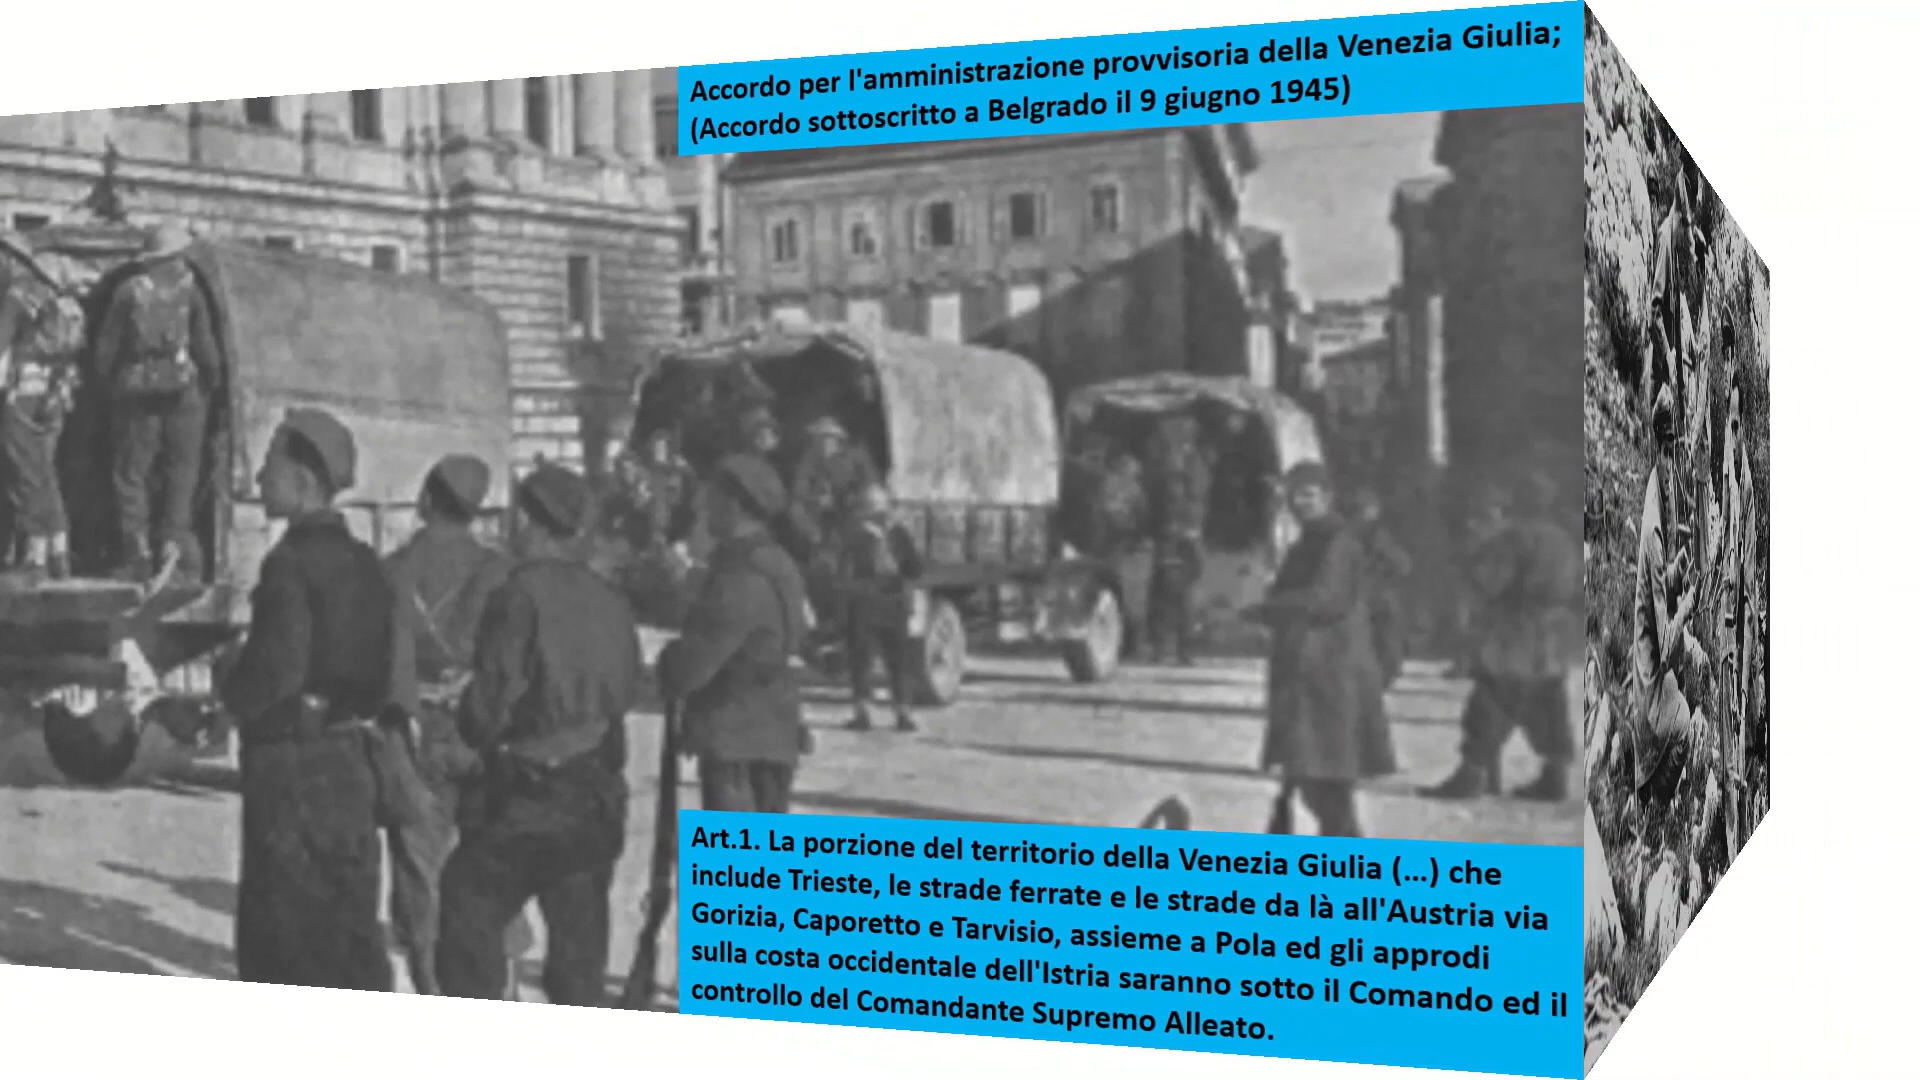 Accordo per l'amministrazione provvisoria della Venezia Giulia;
(Accordo sottoscritto a Belgrado il 9 giugno 1945)
Art.1. La porzione del territorio della Venezia Giulia (...) che
include Trieste, le strade ferrate e le strade da là all'Austria via
Gorizia, Caporetto e Tarvisio, assieme a Pola ed gli approdi
sulla costa occidentale dell'Istria saranno sotto il Comando ed il
controllo del Comandante Supremo Alleato.